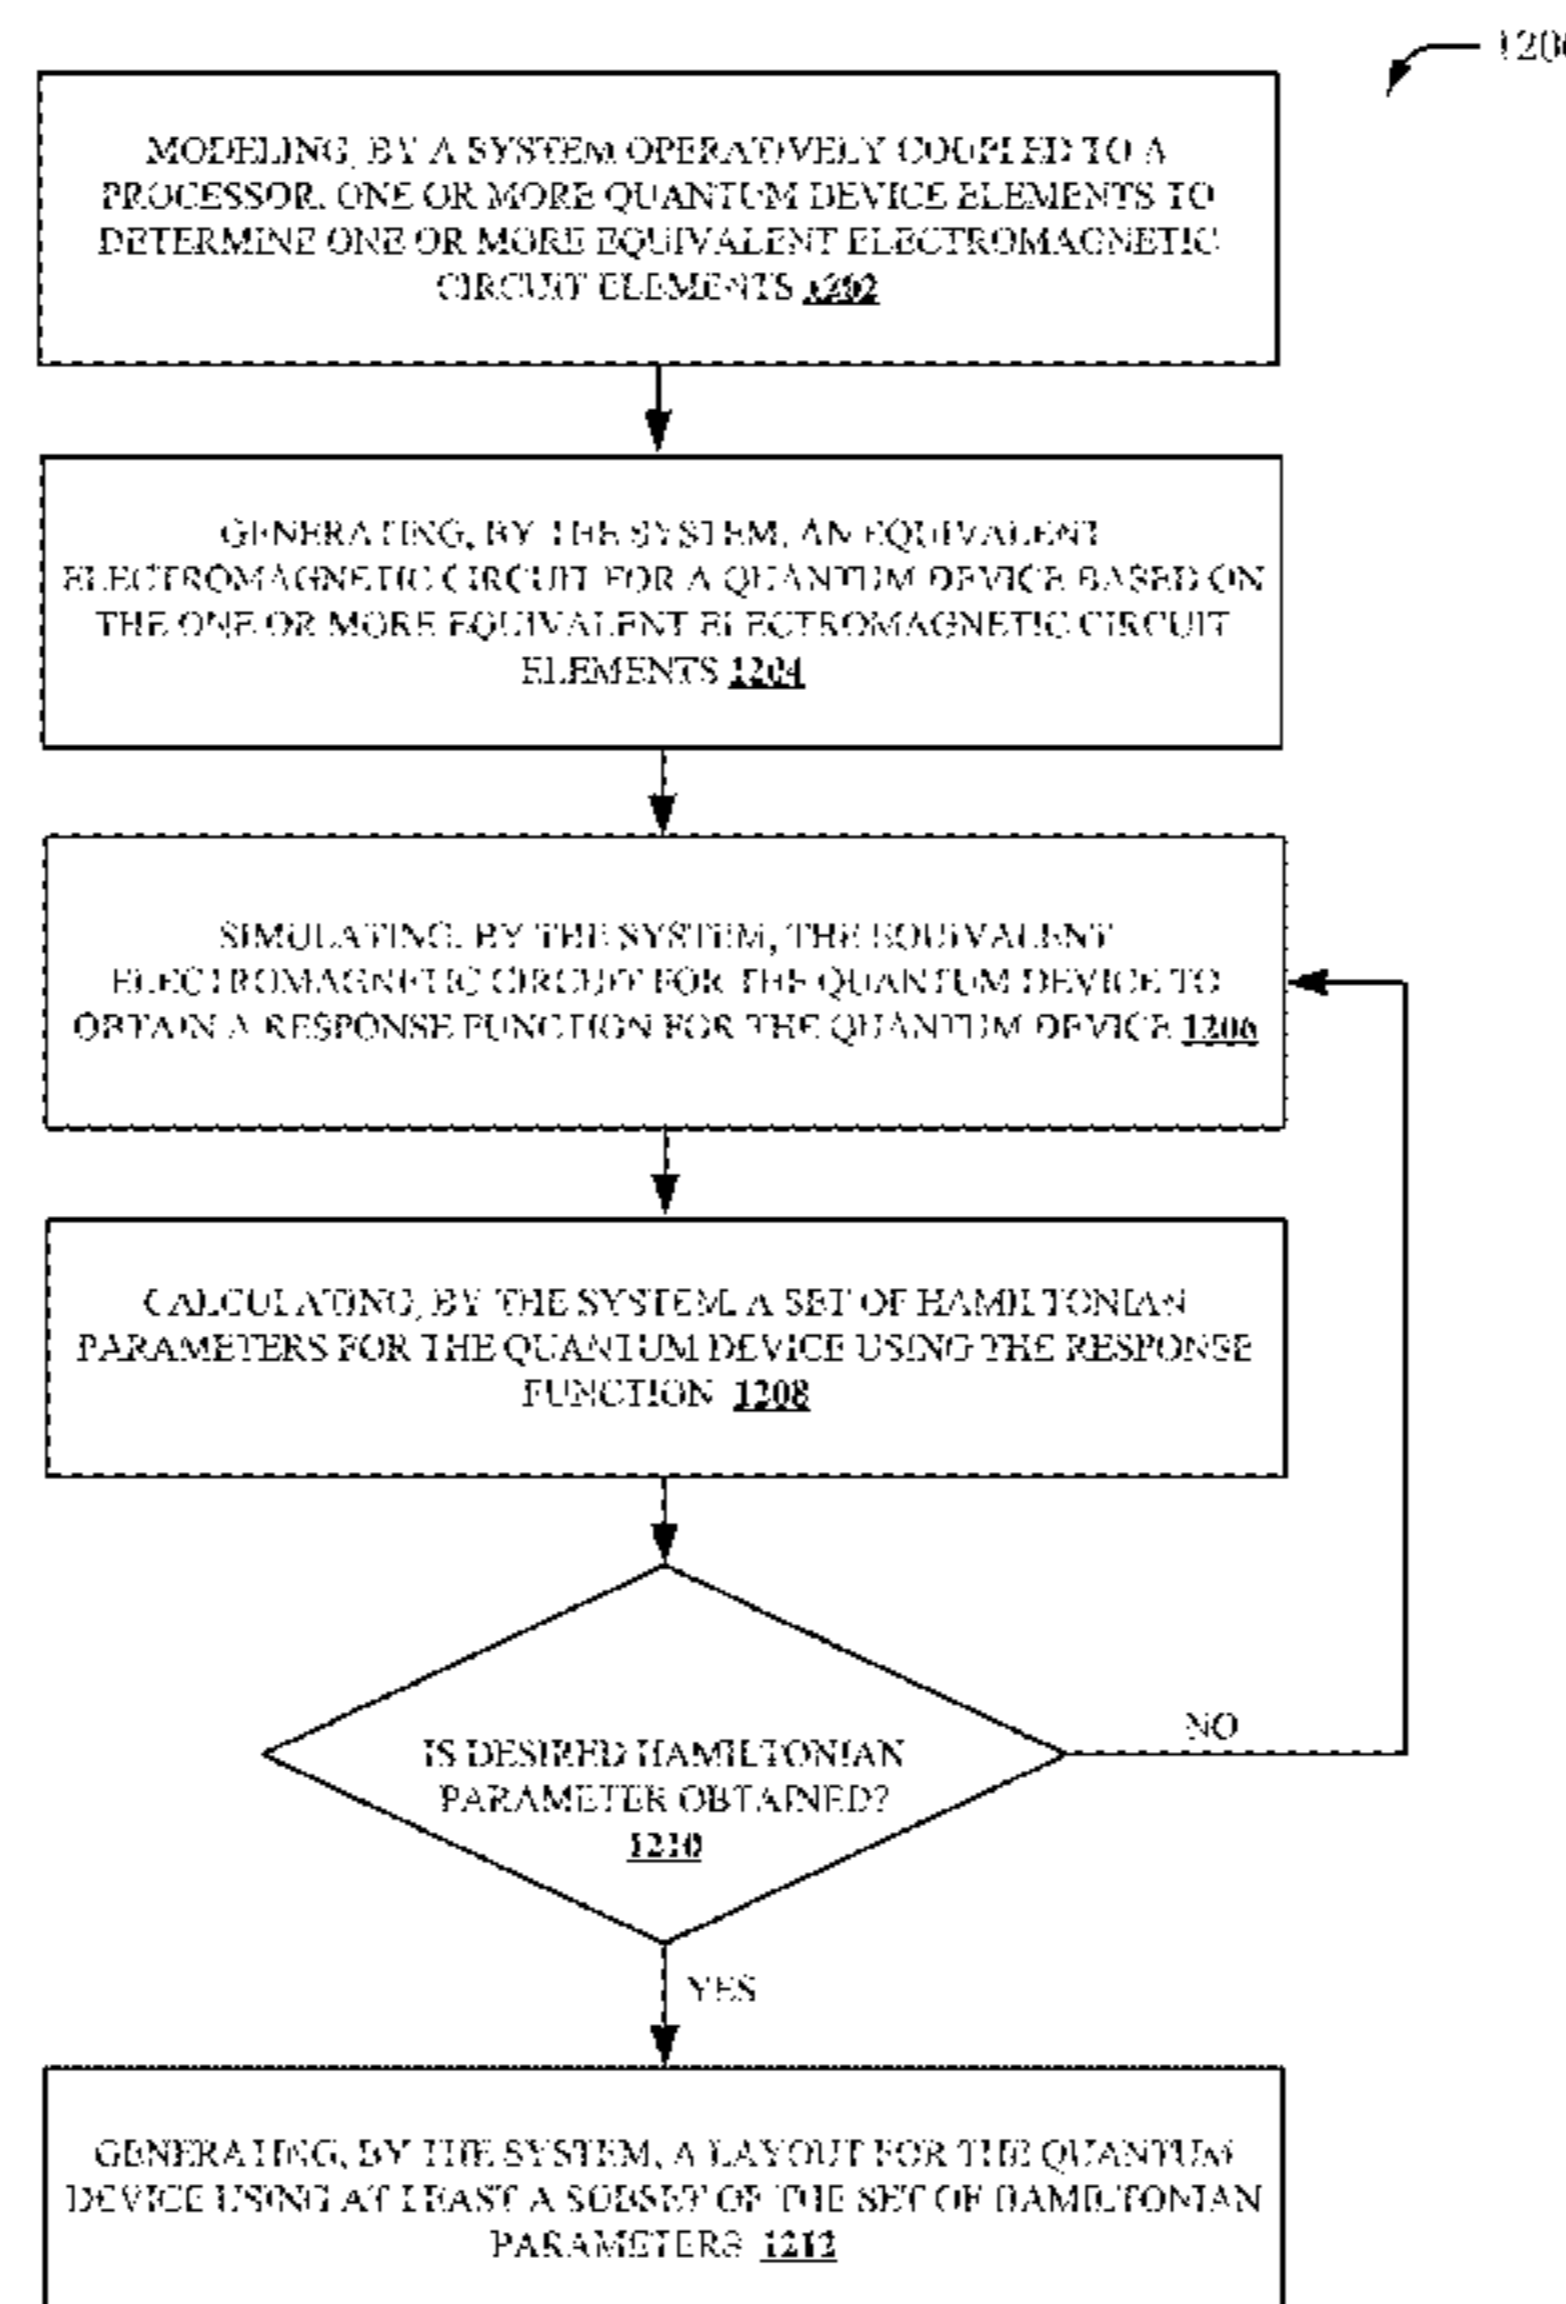 120
MODELING, BY A SYSTEM OPERATIVELY COUPLED TO A
PROCESSOR, ONE OR MORE QUANTUM DEVICE ELEMENTS TO
DETERMINE ONE OR MORE EQUIVALENT ELECTROMAGNETIC
CIRCUIT ELEMENTS 1202
GENERATING, BY THE SYSTEM, AN EQUIVALENT
ELECTROMAGNETIC CIRCUIT FOR A QUANTUM DEVICE BASED ON
THE ONE OR MORE EQUIVALENT ELECTROMAGNETIC CIRCUIT
ELEMENTS 1204
SIMULATING, BY THE SYSTEM, THE EQUIVALENT
ELECTROMAGNETIC CIRCUIT FOR THE QUANTUM DEVICE TO
OBTAIN A RESPONSE FUNCTION FOR THE QUANTUM DEVICE 1206
CALCULATING, BY THE SYSTEM, A SET OF HAMILTONIAN
PARAMETERS FOR THE QUANTUM DEVICE USING THE RESPONSE
FUNCTION 1208
NO
IS DESIRED HAMILTONIAN
PARAMETER OBTAINED?
1210
YES
GENERATING, BY THE SYSTEM, A LAYOUT FOR THE QUANTUM
DEVICE USING AT LEAST A SUBSET OF THE SET OF HAMILTONIAN
PARAMETERS 1212